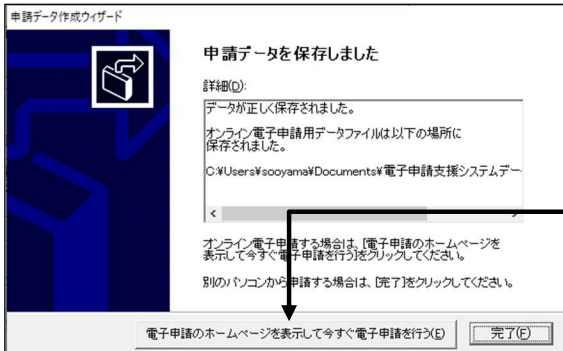 申請データ作成ウィザード
申請データを保存しました
詳細(D):
データが正しく保存されました。
オンライン電子申請用データファイルは以下の場所に
保存されました。
C:¥Users¥sooyama¥Documents¥電子申請支援システムデー
オンライン電子申請する場合は、[電子申請のホームページを
表示して今すぐ電子申請を行う]をクリックしてください。
別のパソコンから申請する場合は、[完了]をクリックしてください。
電子申請のホームページを表示して今すぐ電子申請を行う(E)
完了(F)